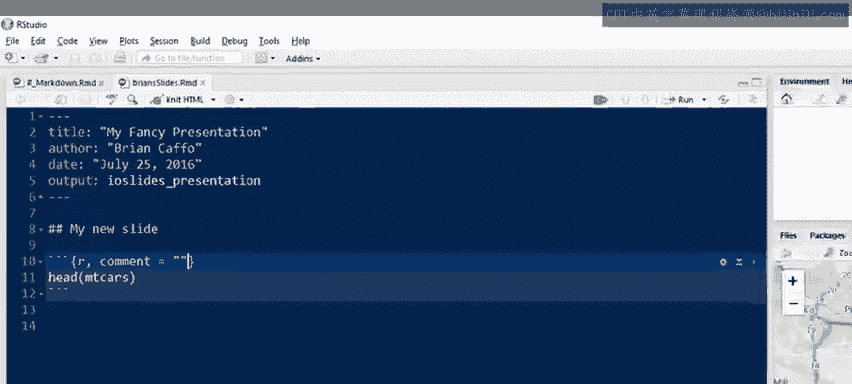 RStudio
File Edit Code View Plots Session Build Debug Tools Help
Go to file/function Addins
R_Markdown.Rmd × briansSlides.Rmd ×
Environment
Knit HTML Run
1 ---
2 title: "My Fancy Presentation"
3 author: "Brian Caffo"
4 date: "July 25, 2016"
5 output: ioslides_presentation
6 ---
7
8 ## My new slide
9
10 ```{r, comment = ""}
11 head(mtcars)
12 ```
13
14
Files Packages
Zoo
+
−